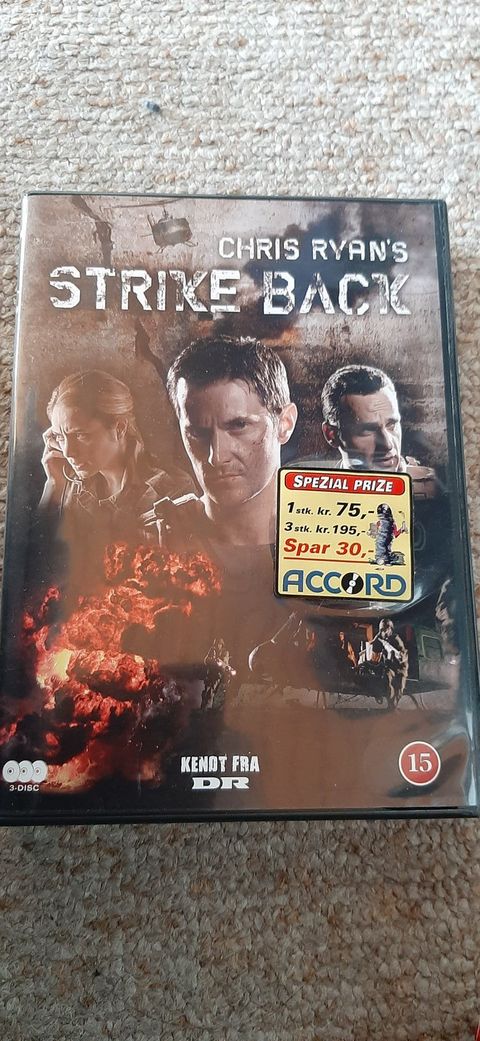 CHRIS RYAN'S
STRIKE BACK
SPEZIAL PRIZE
1 stk. kr. 75,-
3 stk. kr. 195,-
Spar 30,-
ACCORD
KENDT FRA
DR
3-DISC
15